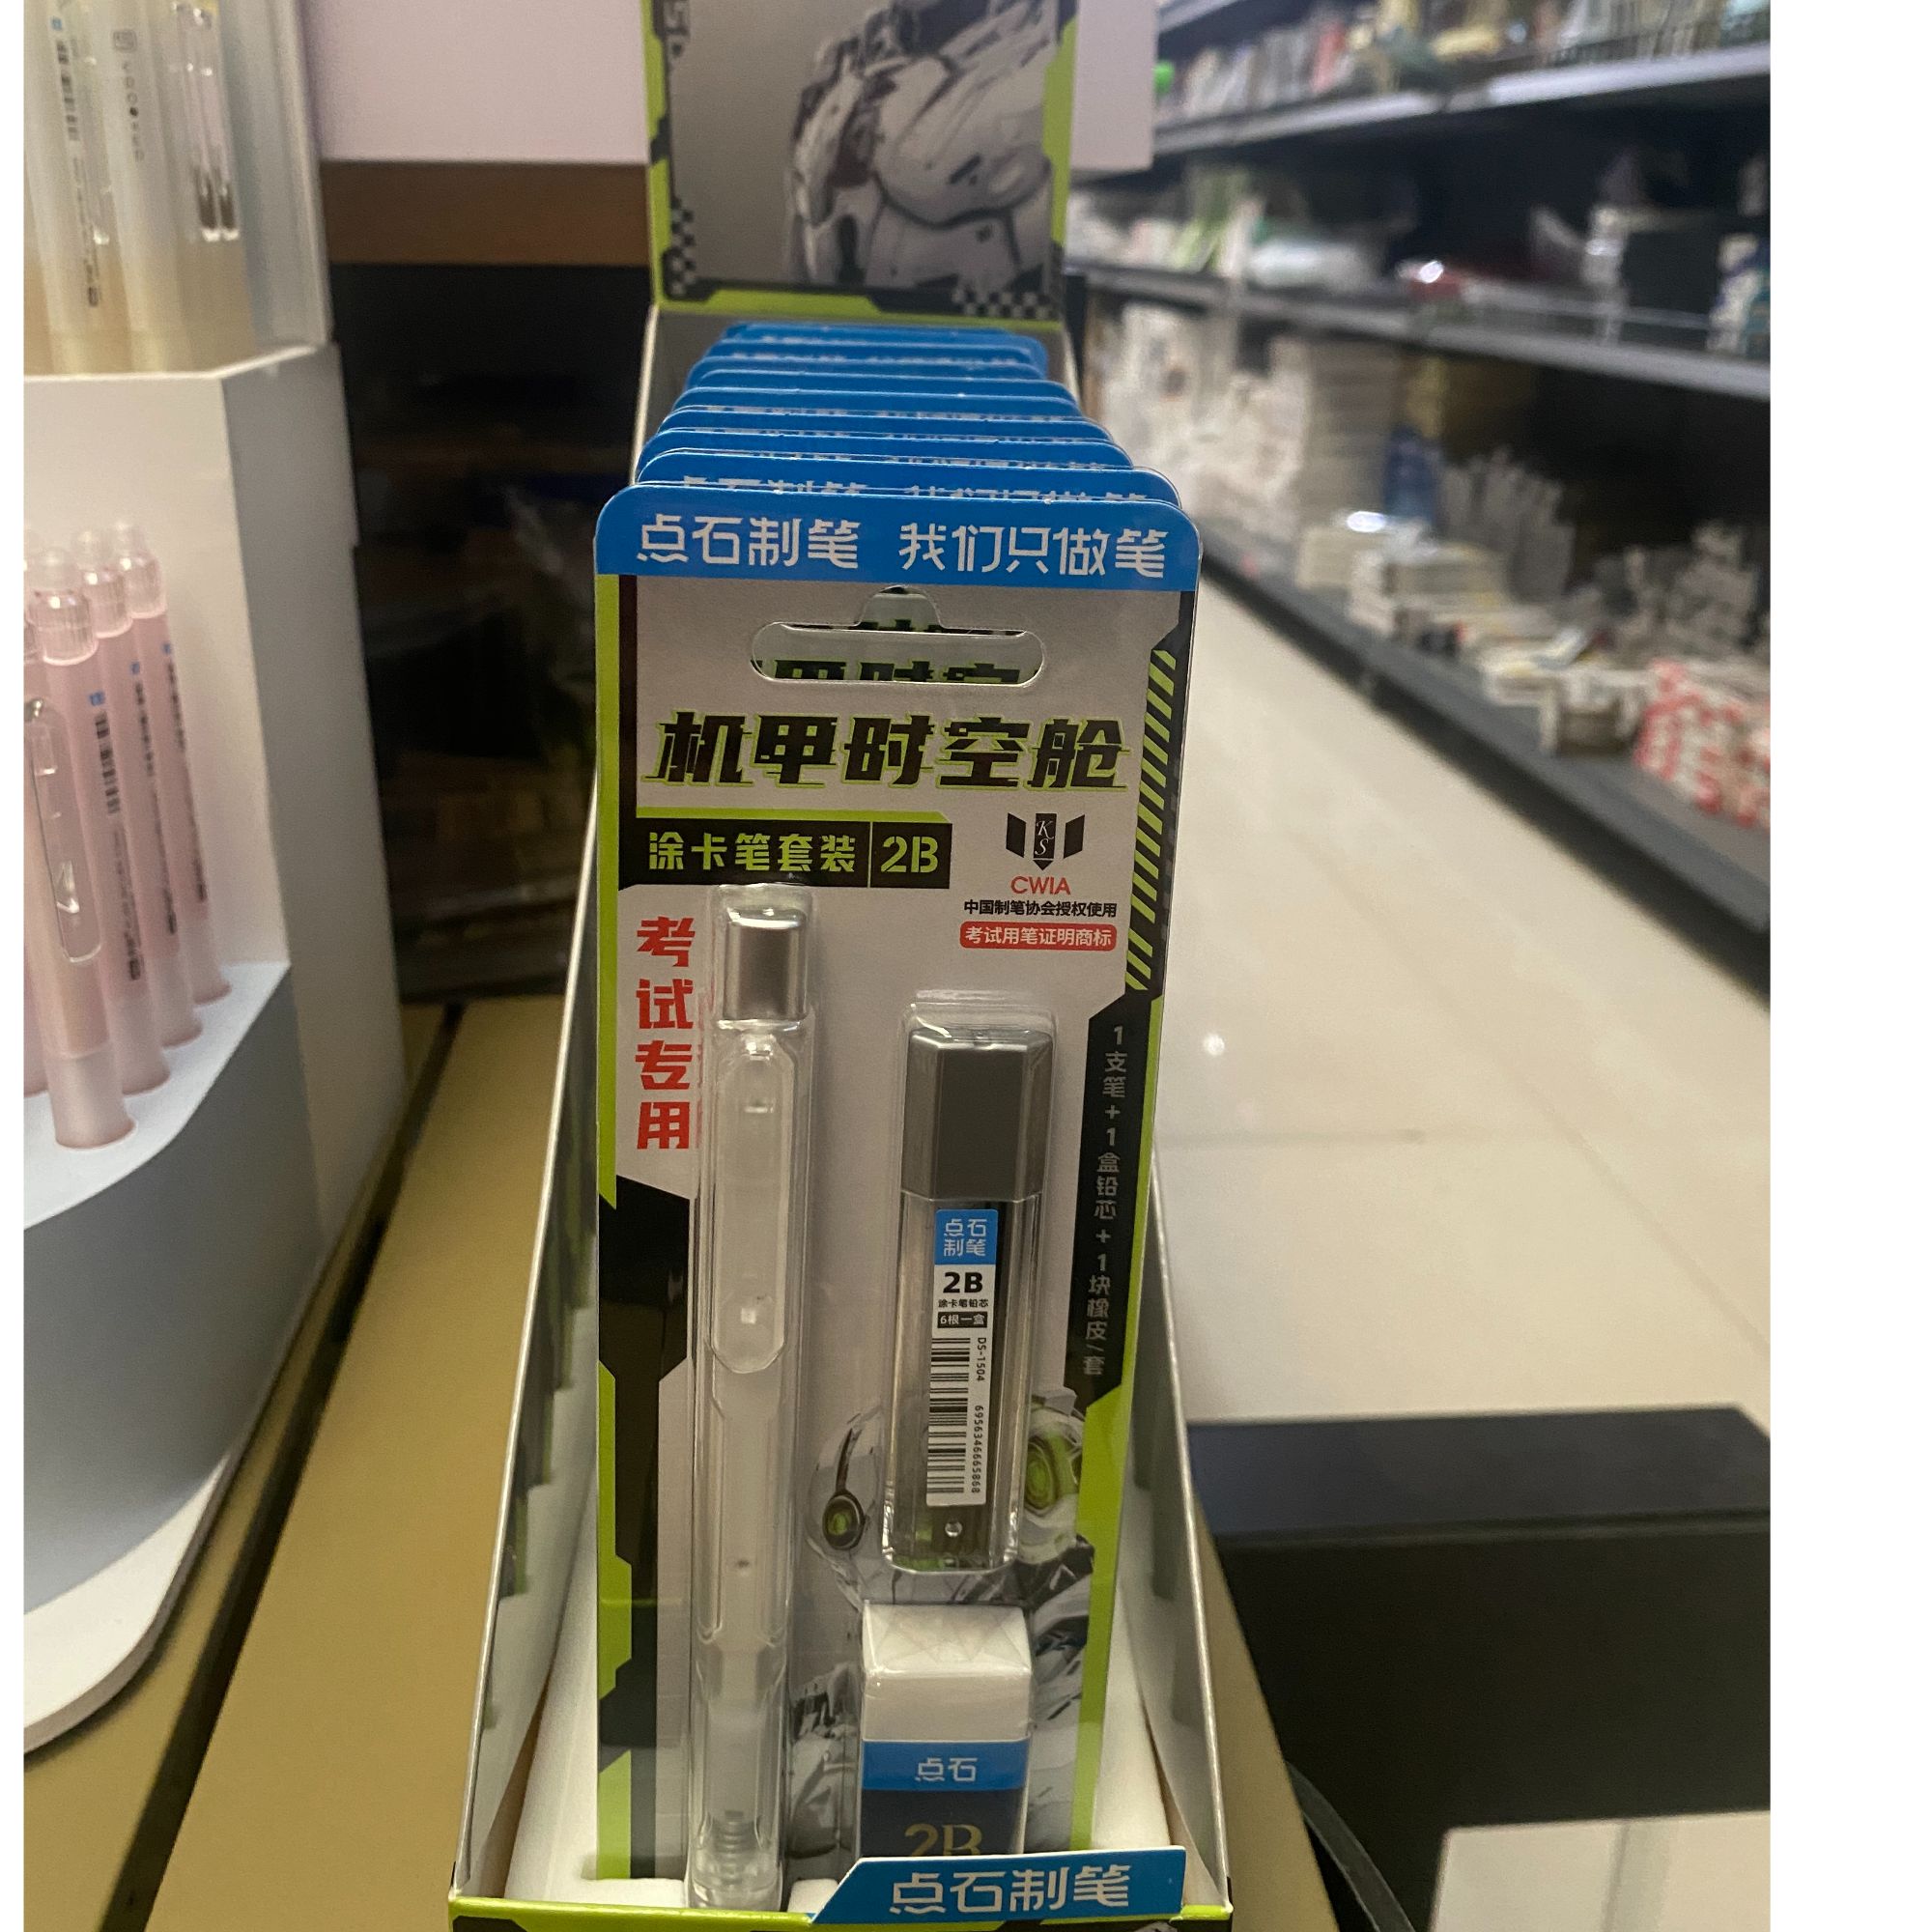 点石制笔 我们只做笔
机甲时空舱
涂卡笔套装 2B
KS
CWIA
中国制笔协会授权使用
考试用笔证明商标
考试专用
1支笔+1盒铅芯+1块橡皮/套
点石
制笔
2B
涂卡笔铅芯
6根一盒
DS-1504
6956346665868
点石
2B
点石制笔